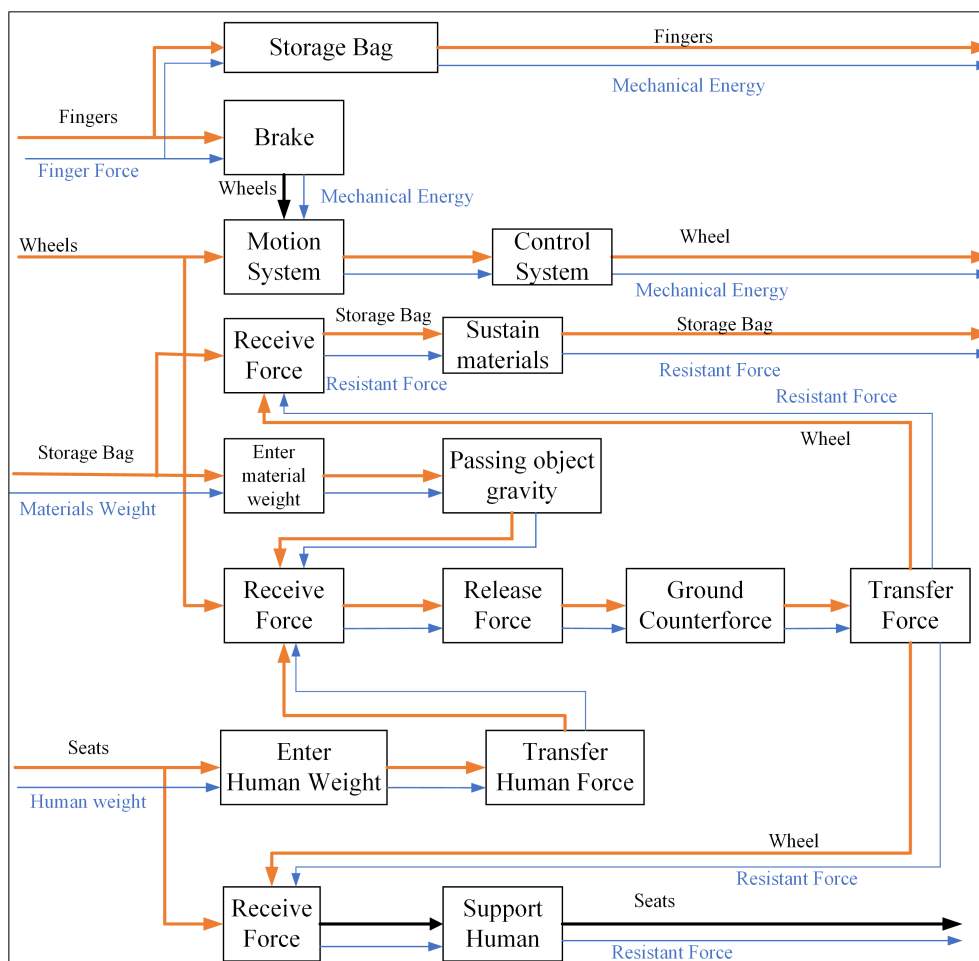 Storage Bag
Fingers
Mechanical Energy
Fingers
Finger Force
Brake
Wheels
Mechanical Energy
Wheels
Motion
System
Control
System
Wheel
Mechanical Energy
Receive
Force
Storage Bag
Resistant Force
Sustain
materials
Storage Bag
Resistant Force
Resistant Force
Wheel
Storage Bag
Materials Weight
Enter
material
weight
Passing object
gravity
Receive
Force
Release
Force
Ground
Counterforce
Transfer
Force
Seats
Human weight
Enter
Human Weight
Transfer
Human Force
Wheel
Resistant Force
Receive
Force
Support
Human
Seats
Resistant Force